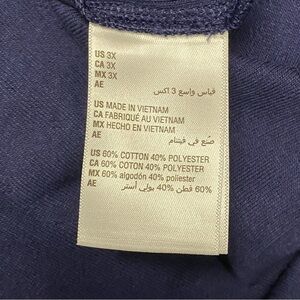 US 3X
CA 3X
MX 3X
AE قياس واسع 3 اكس
US MADE IN VIETNAM
CA FABRIQUÉ AU VIETNAM
MX HECHO EN VIETNAM
AE صنع في فيتنام
US 60% COTTON 40% POLYESTER
CA 60% COTON 40% POLYESTER
MX 60% algodón 40% poliester
AE 60% قطن 40% بولي أستر